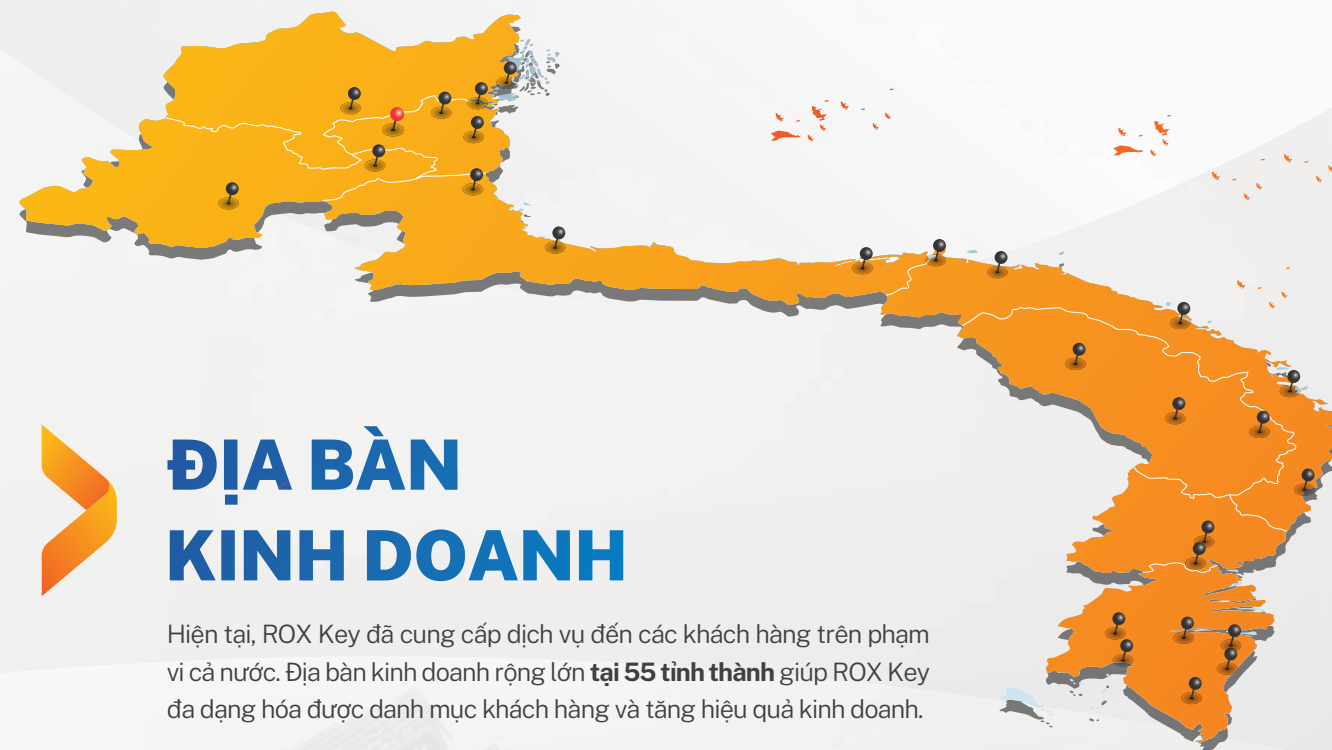 ĐỊA BÀN
KINH DOANH
Hiện tại, ROX Key đã cung cấp dịch vụ đến các khách hàng trên phạm
vi cả nước. Địa bàn kinh doanh rộng lớn tại 55 tỉnh thành giúp ROX Key
đa dạng hóa được danh mục khách hàng và tăng hiệu quả kinh doanh.